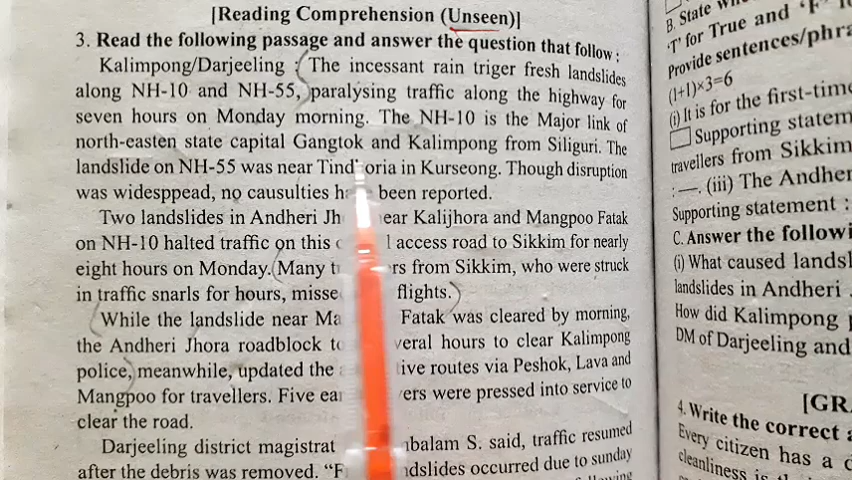 [Reading Comprehension (Unseen)]
3. Read the following passage and answer the question that follow :
Kalimpong/Darjeeling : The incessant rain triger fresh landslides
along NH-10 and NH-55, paralysing traffic along the highway for
seven hours on Monday morning. The NH-10 is the Major link of
north-easten state capital Gangtok and Kalimpong from Siliguri. The
landslide on NH-55 was near Tind oria in Kurseong. Though disruption
was widesppead, no causulties ha been reported.
Two landslides in Andheri Jh ear Kalijhora and Mangpoo Fatak
on NH-10 halted traffic on this l access road to Sikkim for nearly
eight hours on Monday. (Many t rs from Sikkim, who were struck
in traffic snarls for hours, misse flights.)
While the landslide near Ma Fatak was cleared by morning,
the Andheri Jhora roadblock to veral hours to clear Kalimpong
police, meanwhile, updated the ive routes via Peshok, Lava and
Mangpoo for travellers. Five ear ers were pressed into service to
clear the road.
Darjeeling district magistrat mbalam S. said, traffic resumed
after the debris was removed. “F ndslides occurred due to sunday
following
B. State
'T' for True and 'F'
Provide sentences/phra
(1+1)×3=6
(i) It is for the first-time
Supporting statem
travellers from Sikkim
: —. (iii) The Andher
Supporting statement :
C. Answer the followi
(i) What caused landsl
landslides in Andheri
How did Kalimpong p
DM of Darjeeling and
[GR
4. Write the correct a
Every citizen has a d
cleanliness is